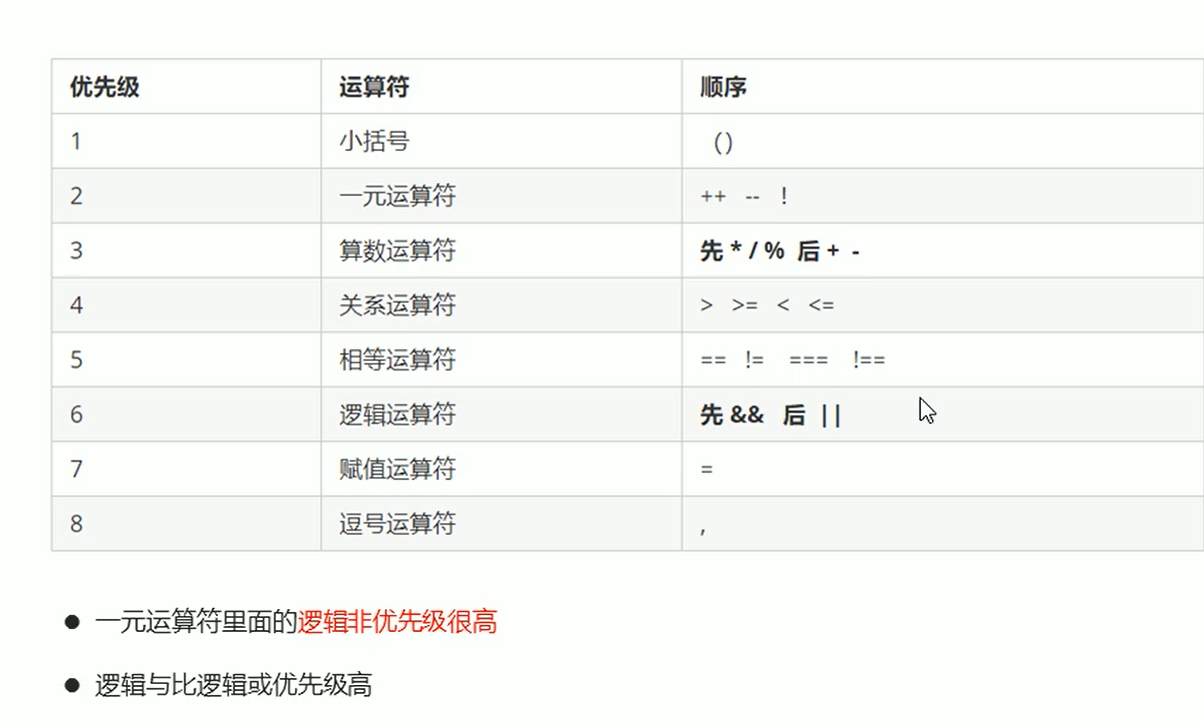 优先级 运算符 顺序
1 小括号 ()
2 一元运算符 ++ -- !
3 算数运算符 先 * / % 后 + -
4 关系运算符 > >= < <=
5 相等运算符 == != === !==
6 逻辑运算符 先 && 后 ||
7 赋值运算符 =
8 逗号运算符 ,
● 一元运算符里面的逻辑非优先级很高
● 逻辑与比逻辑或优先级高